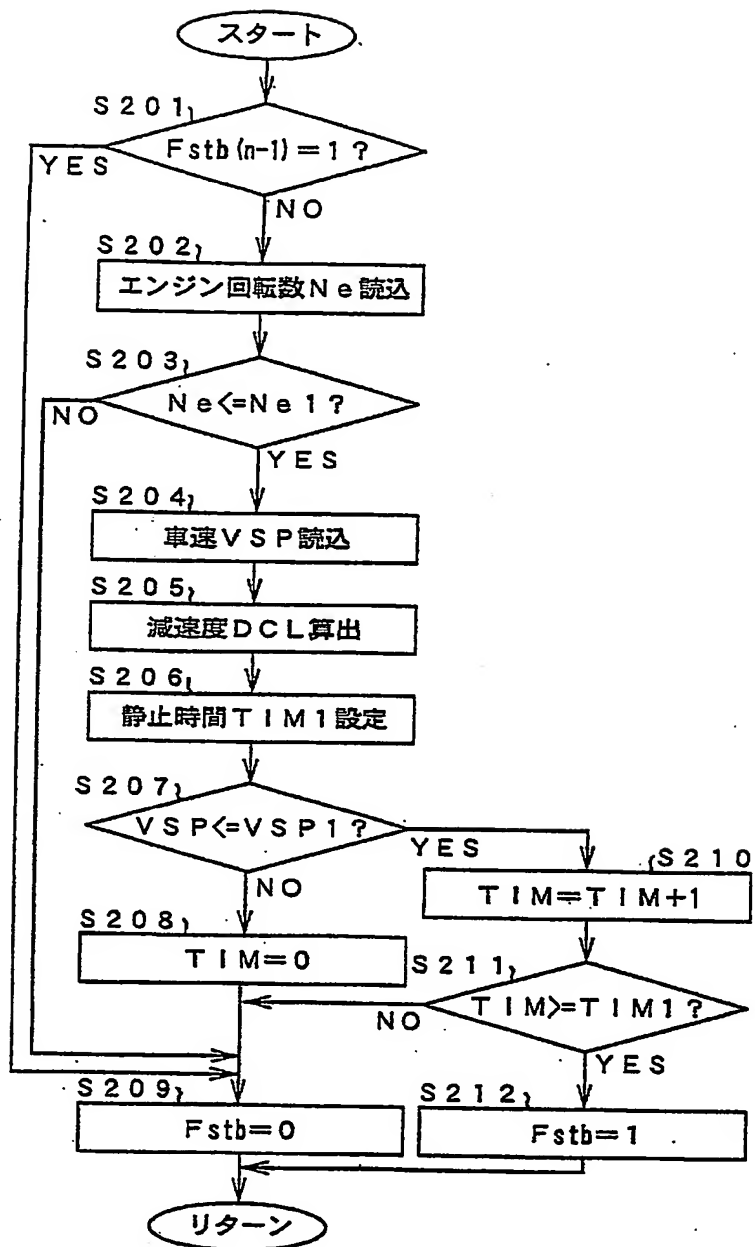 スタート
S201
Fstb(n-1)=1?
YES
NO
S202
エンジン回転数Ne読込
S203
Ne<=Ne1?
NO
YES
S204
車速VSP読込
S205
減速度DCL算出
S206
静止時間TIM1設定
S207
VSP<=VSP1?
YES
NO
S210
TIM=TIM+1
S208
TIM=0
S211
TIM>=TIM1?
NO
YES
S209
Fstb=0
S212
Fstb=1
リターン